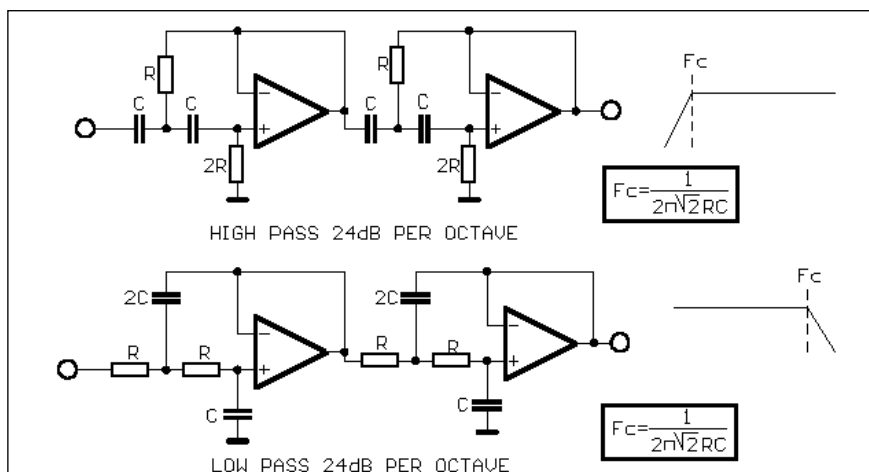 R
R
C C
C C
−
+
−
+
2R
2R
Fc
Fc=1/2π√2RC
HIGH PASS 24dB PER OCTAVE
2C
2C
R R
R R
−
+
−
+
C
C
Fc
Fc=1/2π√2RC
LOW PASS 24dB PER OCTAVE